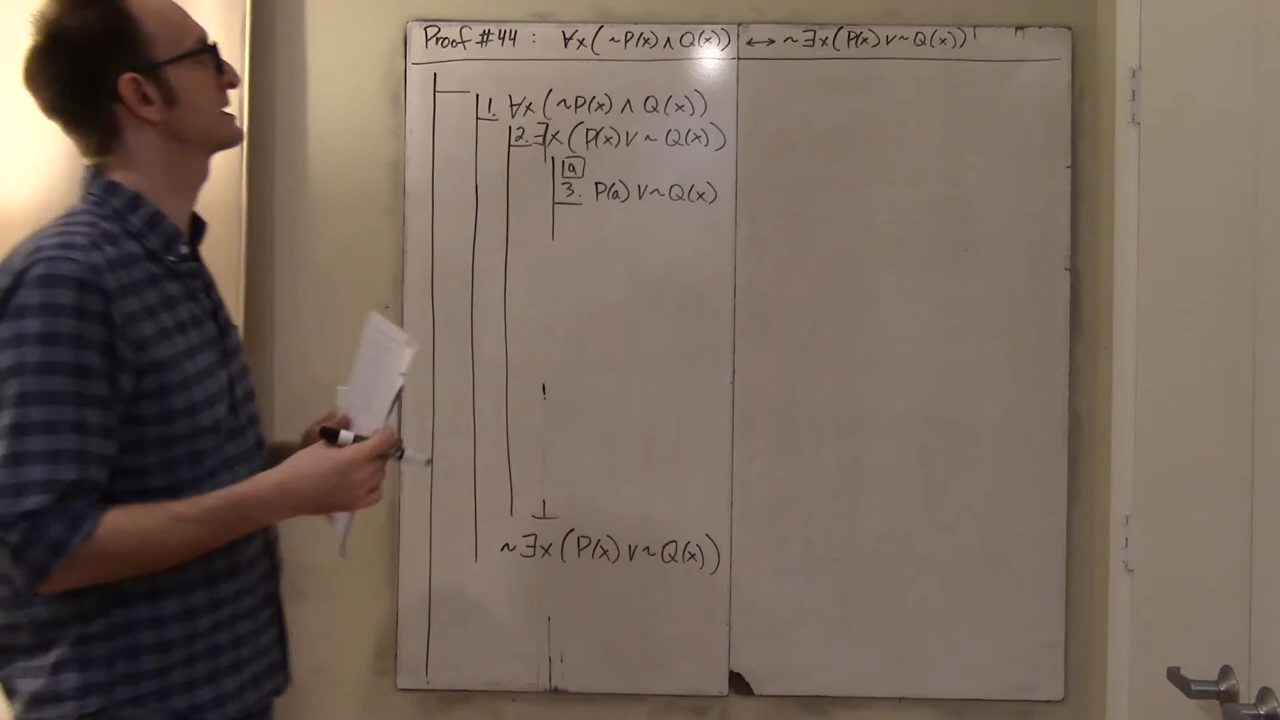 Proof #44 : ∀x(~P(x) ∧ Q(x)) ↔ ~∃x(P(x) ∨ ~Q(x))
1. ∀x(~P(x) ∧ Q(x))
2. ∃x(P(x) ∨ ~Q(x))
a
3. P(a) ∨ ~Q(x)
⊥
~∃x(P(x) ∨ ~Q(x))